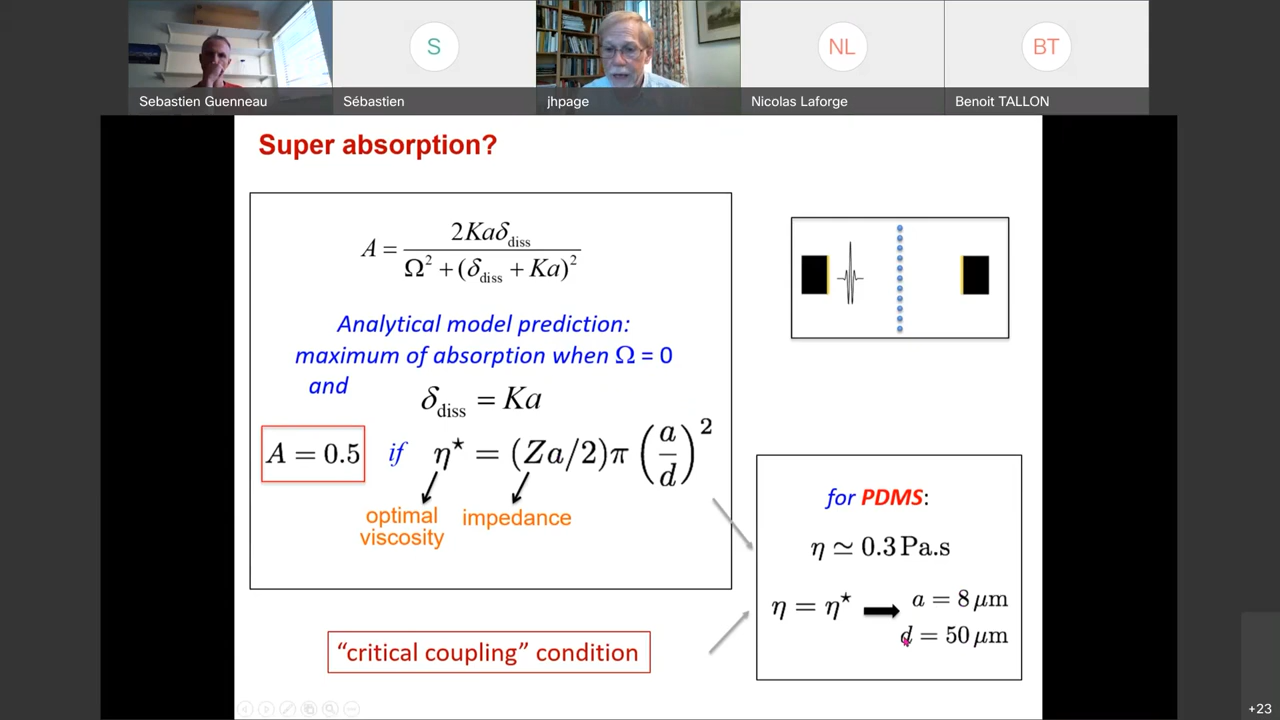 S
NL
BT
Sebastien Guenneau
Sébastien
jhpage
Nicolas Laforge
Benoit TALLON
Super absorption?
A = 2Kaδ_diss / (Ω² + (δ_diss + Ka)²)
Analytical model prediction:
maximum of absorption when Ω = 0
and
δ_diss = Ka
A = 0.5 if η* = (Za/2)π (a/d)²
optimal viscosity
impedance
"critical coupling" condition
for PDMS:
η ≃ 0.3 Pa.s
η = η* ➡ a = 8 μm
d = 50 μm
+23